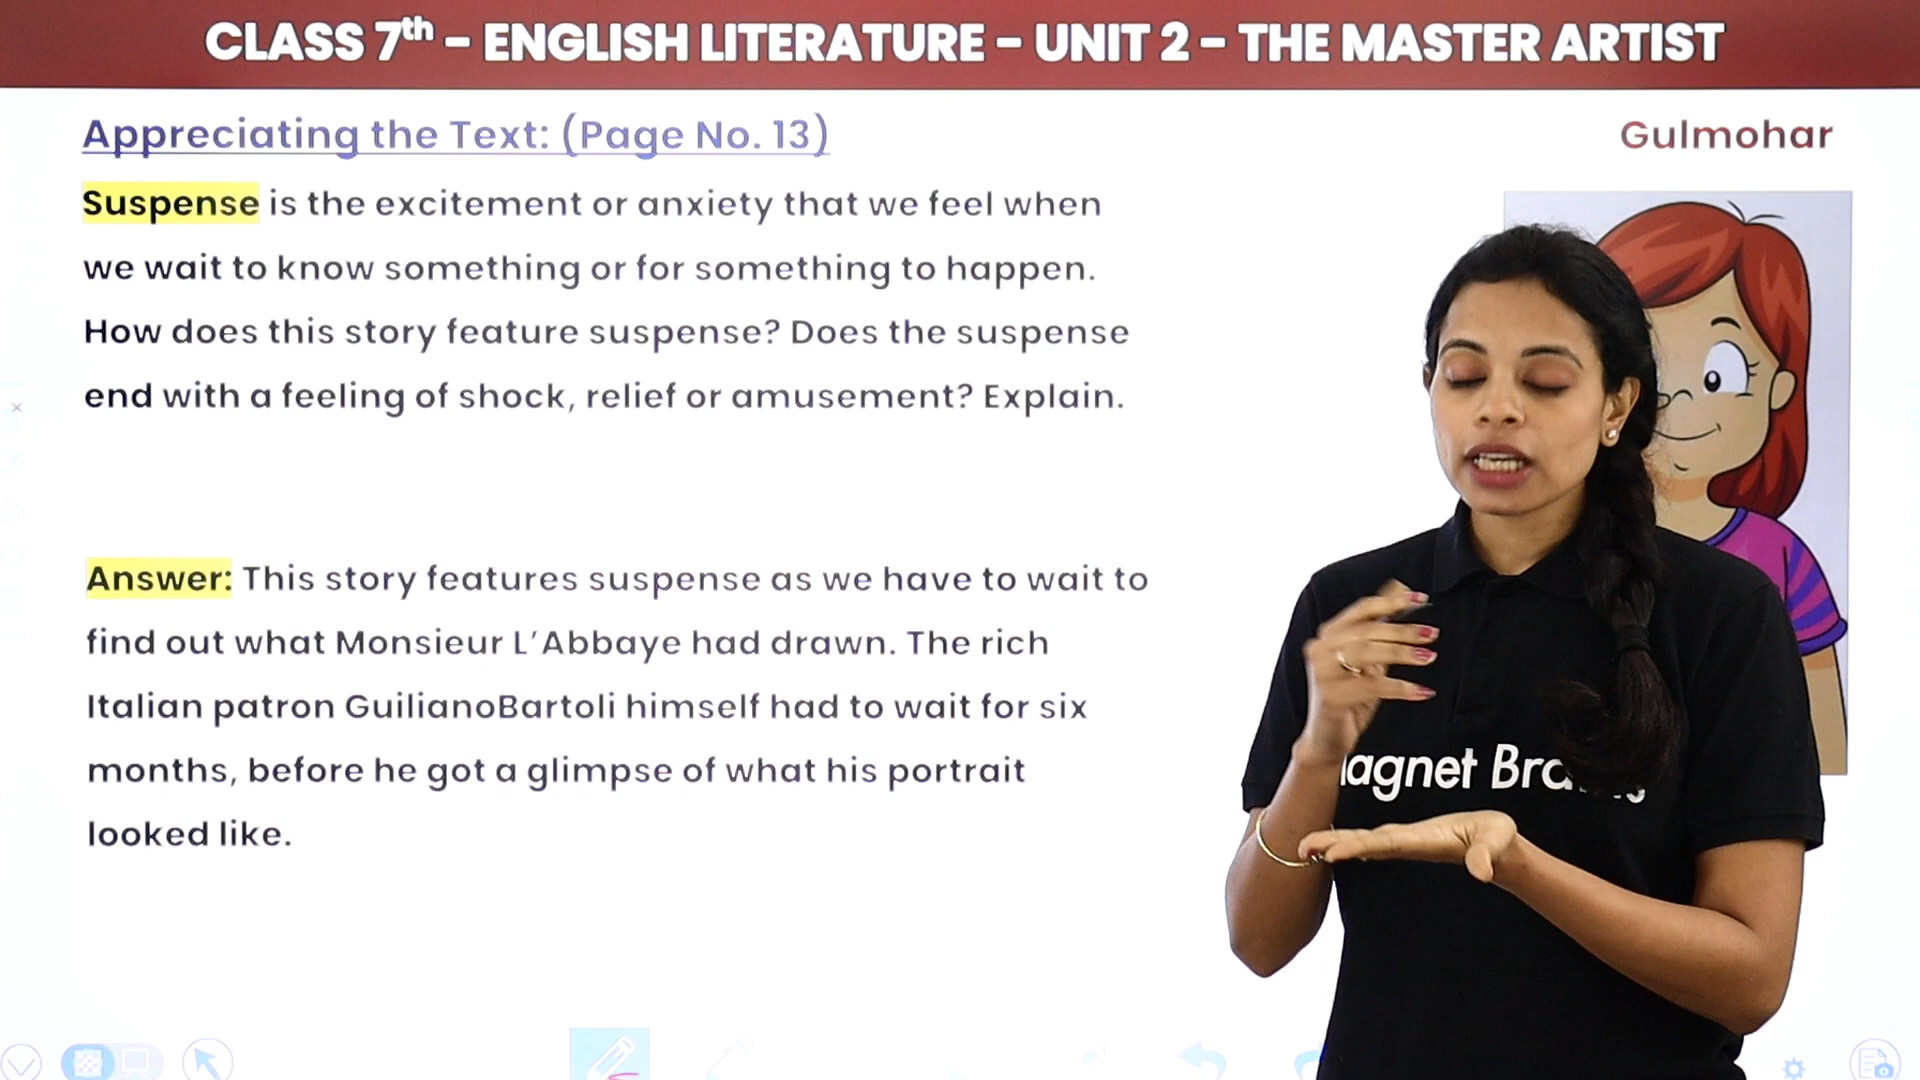 CLASS 7th - ENGLISH LITERATURE - UNIT 2 - THE MASTER ARTIST
Appreciating the Text: (Page No. 13)
Gulmohar
Suspense is the excitement or anxiety that we feel when
we wait to know something or for something to happen.
How does this story feature suspense? Does the suspense
end with a feeling of shock, relief or amusement? Explain.
Answer: This story features suspense as we have to wait to
find out what Monsieur L'Abbaye had drawn. The rich
Italian patron GuilianoBartoli himself had to wait for six
months, before he got a glimpse of what his portrait
looked like.